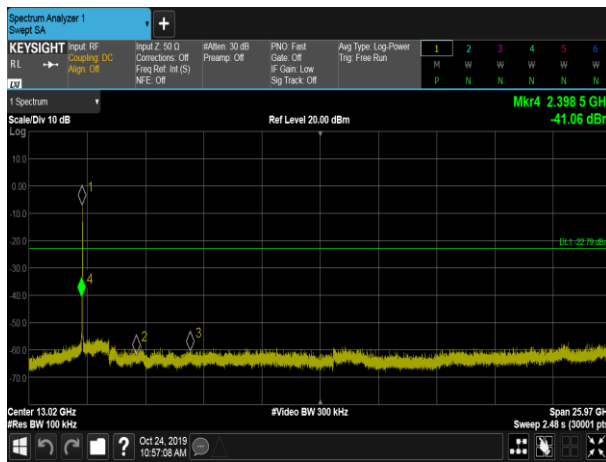 Spectrum Analyzer 1
Swept SA
+
KEYSIGHT Input: RF Input Z: 50 Ω #Atten: 30 dB PNO: Fast Avg Type: Log-Power 1 2 3 4 5 6
RL Coupling: DC Corrections: Off Preamp: Off Gate: Off Trig: Free Run M W W W W W
Align: Off Freq Ref: Int (S) IF Gain: Low P N N N N N
LXI NFE: Off Sig Track: Off
1 Spectrum
Mkr4 2.398 5 GH
Scale/Div 10 dB Ref Level 20.00 dBm -41.06 dBr
Log
10.0
0.00
1
-10.0
-20.0
DL1 -22.79 dBr
-30.0
4
-40.0
-50.0
2 3
-60.0
-70.0
Center 13.02 GHz #Video BW 300 kHz Span 25.97 GH
#Res BW 100 kHz Sweep 2.48 s (30001 pts
? Oct 24, 2019
10:57:08 AM